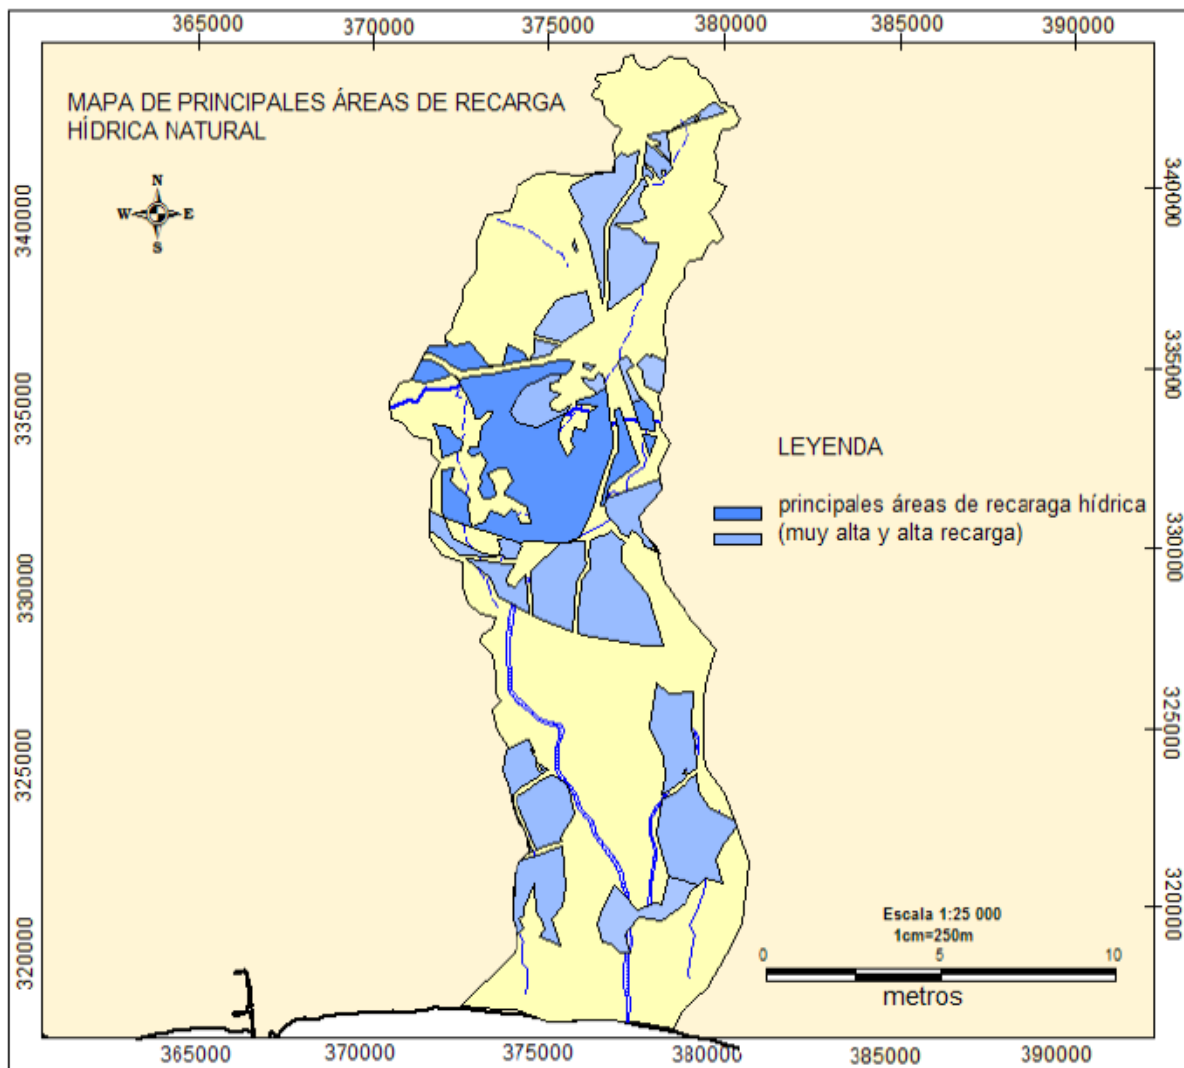 365000 370000 375000 380000 385000 390000
MAPA DE PRINCIPALES ÁREAS DE RECARGA
HÍDRICA NATURAL
N
W E
S
340000 340000
335000 335000
LEYENDA
principales áreas de recaraga hídrica
(muy alta y alta recarga)
330000 330000
325000 325000
320000 320000
Escala 1:25 000
1cm=250m
0 5 10
metros
365000 370000 375000 380000 385000 390000